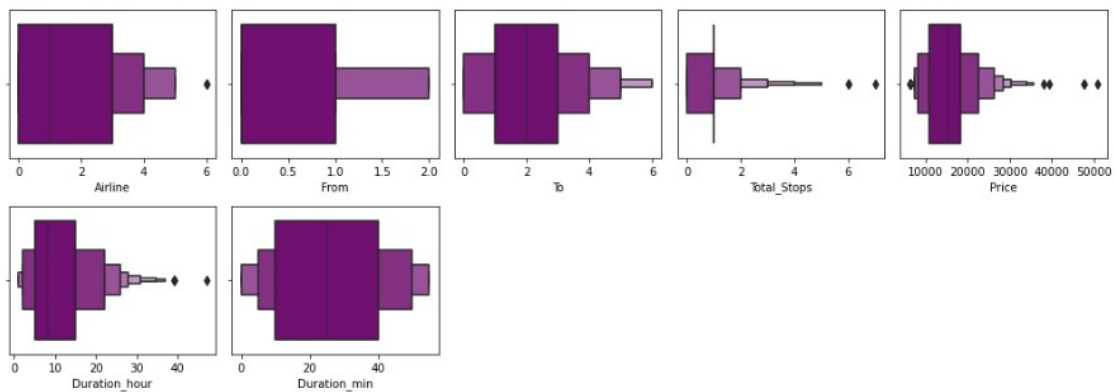 0 2 4 6
Airline
0.0 0.5 1.0 1.5 2.0
From
0 2 4 6
To
0 2 4 6
Total_Stops
10000 20000 30000 40000 50000
Price
0 10 20 30 40
Duration_hour
0 20 40
Duration_min